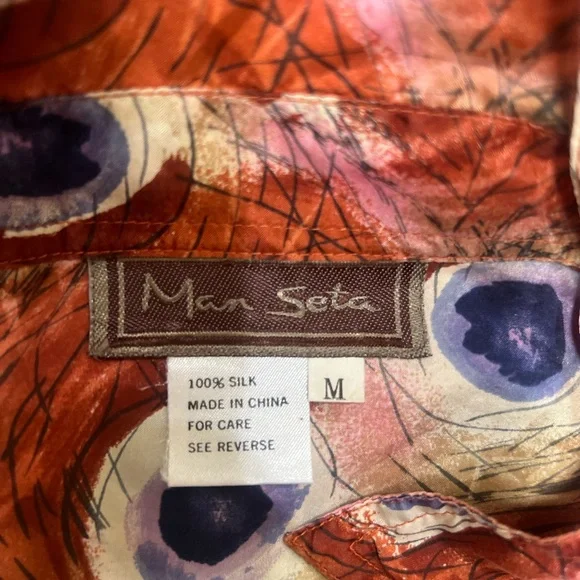 Man Seta
M
100% SILK
MADE IN CHINA
FOR CARE
SEE REVERSE